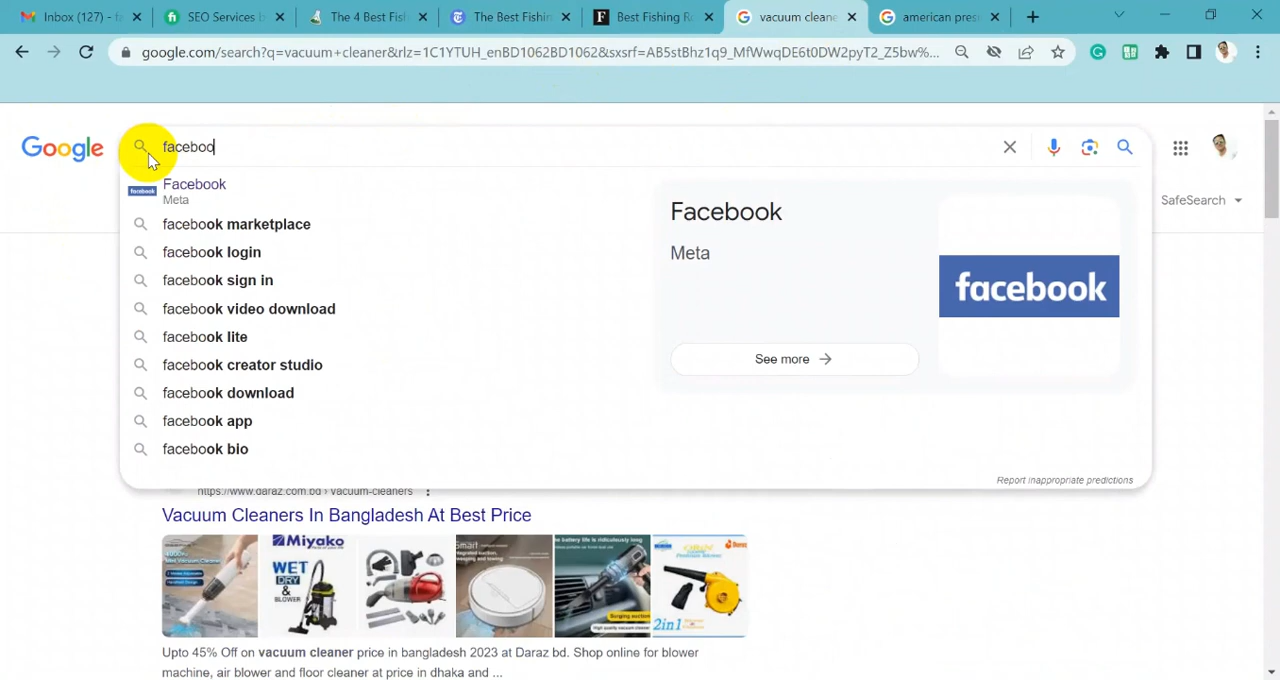 Inbox (127) - fa
SEO Services b
The 4 Best Fish
The Best Fishin
Best Fishing Ro
vacuum cleane
american pres
google.com/search?q=vacuum+cleaner&rlz=1C1YTUH_enBD1062BD1062&sxsrf=AB5stBhz1q9_MfWwqDE6t0DW2pyT2_Z5bw%...
Google
facebod
SafeSearch
facebook
Facebook
Meta
facebook marketplace
facebook login
facebook sign in
facebook video download
facebook lite
facebook creator studio
facebook download
facebook app
facebook bio
Facebook
Meta
facebook
See more →
Report inappropriate predictions
https://www.daraz.com.bd › vacuum-cleaners
Vacuum Cleaners In Bangladesh At Best Price
Miyako
WET
DRY
&
BLOWER
2in1
Upto 45% Off on vacuum cleaner price in bangladesh 2023 at Daraz bd. Shop online for blower
machine, air blower and floor cleaner at price in dhaka and ...